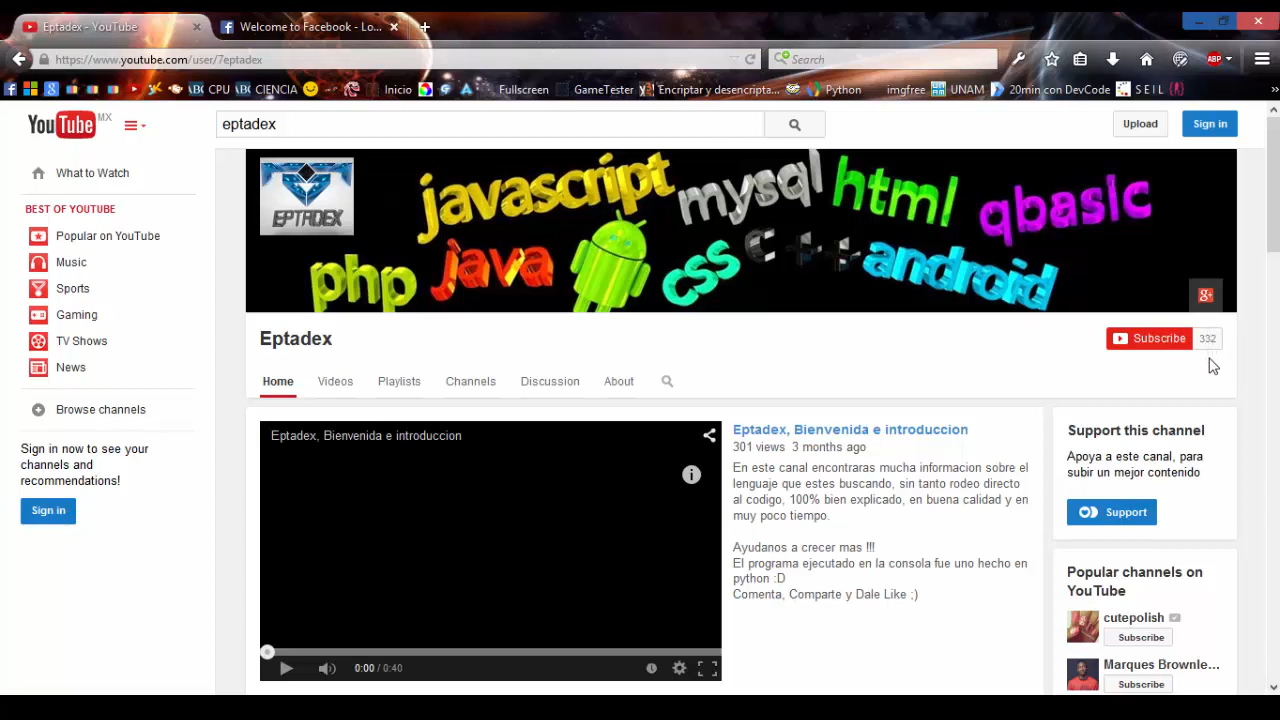 Eptadex - YouTube
Welcome to Facebook - Lo...
https://www.youtube.com/user/7eptadex
Search
ABP
CPU
CIENCIA
Inicio
Fullscreen
GameTester
Encriptar y desencripta...
Python
imgfree
UNAM
20min con DevCode
S E I L
YouTube MX
eptadex
Upload
Sign in
What to Watch
BEST OF YOUTUBE
Popular on YouTube
Music
Sports
Gaming
TV Shows
News
Browse channels
Sign in now to see your
channels and
recommendations!
Sign in
EPTADEX
javascript
mysql
html
qbasic
php
java
css
C ++
android
g+
Eptadex
Subscribe
332
Home
Videos
Playlists
Channels
Discussion
About
Eptadex, Bienvenida e introduccion
0:00 / 0:40
Eptadex, Bienvenida e introduccion
301 views 3 months ago
En este canal encontraras mucha informacion sobre el
lenguaje que estes buscando, sin tanto rodeo directo
al codigo, 100% bien explicado, en buena calidad y en
muy poco tiempo.
Ayudanos a crecer mas !!!
El programa ejecutado en la consola fue uno hecho en
python :D
Comenta, Comparte y Dale Like ;)
Support this channel
Apoya a este canal, para
subir un mejor contenido
Support
Popular channels on
YouTube
cutepolish
Subscribe
Marques Brownle...
Subscribe